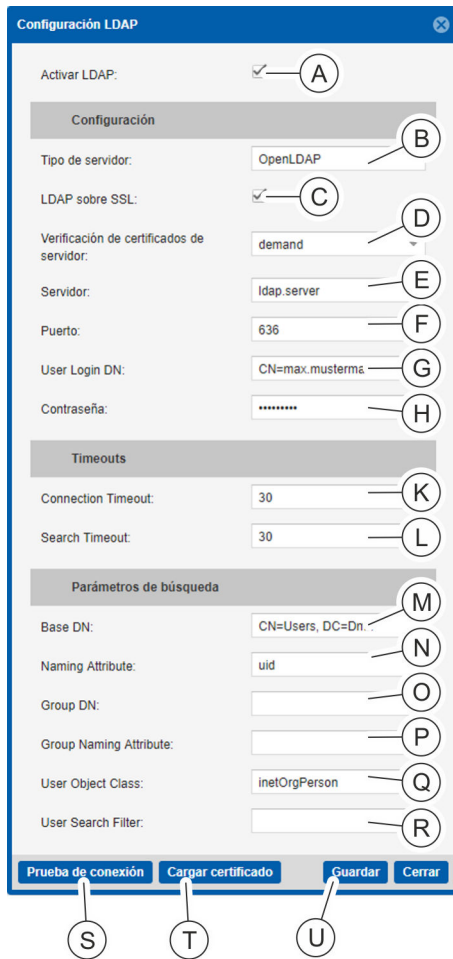 Configuración LDAP
Activar LDAP:
A
Configuración
B
Tipo de servidor:
OpenLDAP
LDAP sobre SSL:
C
D
Verificación de certificados de
servidor:
demand
E
Servidor:
ldap.server
F
Puerto:
636
G
User Login DN:
CN=max.musterma
H
Contraseña:
•••••••••
Timeouts
K
Connection Timeout:
30
L
Search Timeout:
30
Parámetros de búsqueda
M
Base DN:
CN=Users, DC=Dn
N
Naming Attribute:
uid
O
Group DN:
P
Group Naming Attribute:
Q
User Object Class:
inetOrgPerson
R
User Search Filter:
Prueba de conexión
Cargar certificado
Guardar
Cerrar
S
T
U